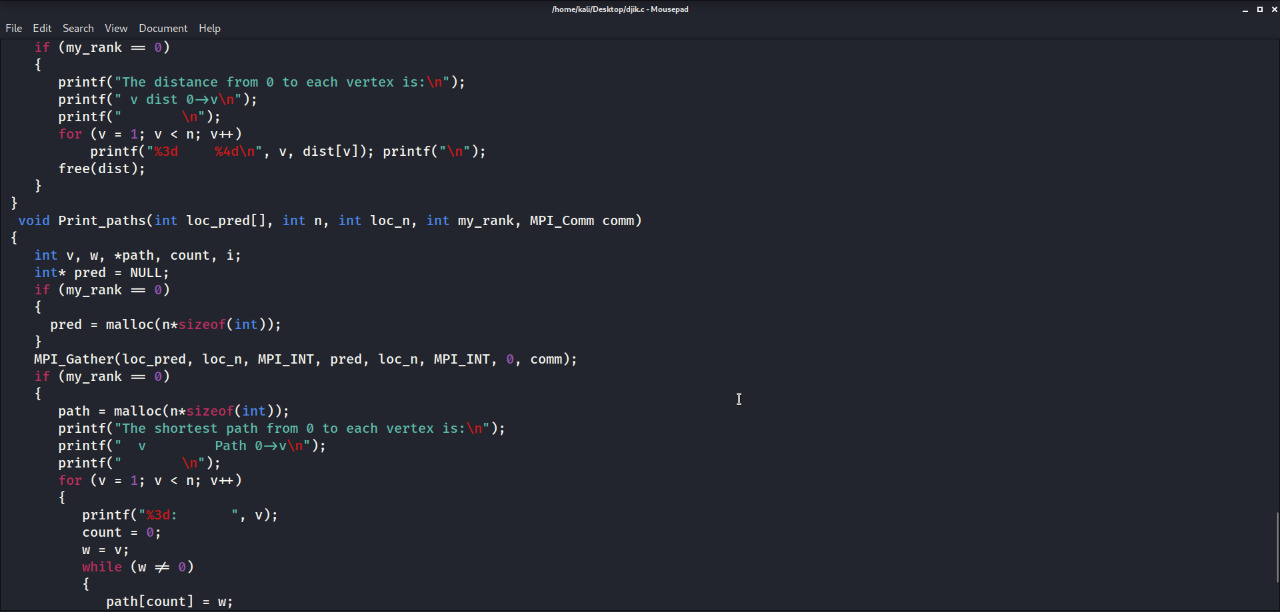 /home/kali/Desktop/djik.c - Mousepad
File Edit Search View Document Help
if (my_rank == 0)
{
printf("The distance from 0 to each vertex is:\n");
printf(" v dist 0->v\n");
printf("        \n");
for (v = 1; v < n; v++)
printf("%3d     %4d\n", v, dist[v]); printf("\n");
free(dist);
}
}
void Print_paths(int loc_pred[], int n, int loc_n, int my_rank, MPI_Comm comm)
{
int v, w, *path, count, i;
int* pred = NULL;
if (my_rank == 0)
{
pred = malloc(n*sizeof(int));
}
MPI_Gather(loc_pred, loc_n, MPI_INT, pred, loc_n, MPI_INT, 0, comm);
if (my_rank == 0)
{
path = malloc(n*sizeof(int));
printf("The shortest path from 0 to each vertex is:\n");
printf("  v         Path 0->v\n");
printf("        \n");
for (v = 1; v < n; v++)
{
printf("%3d:       ", v);
count = 0;
w = v;
while (w != 0)
{
path[count] = w;